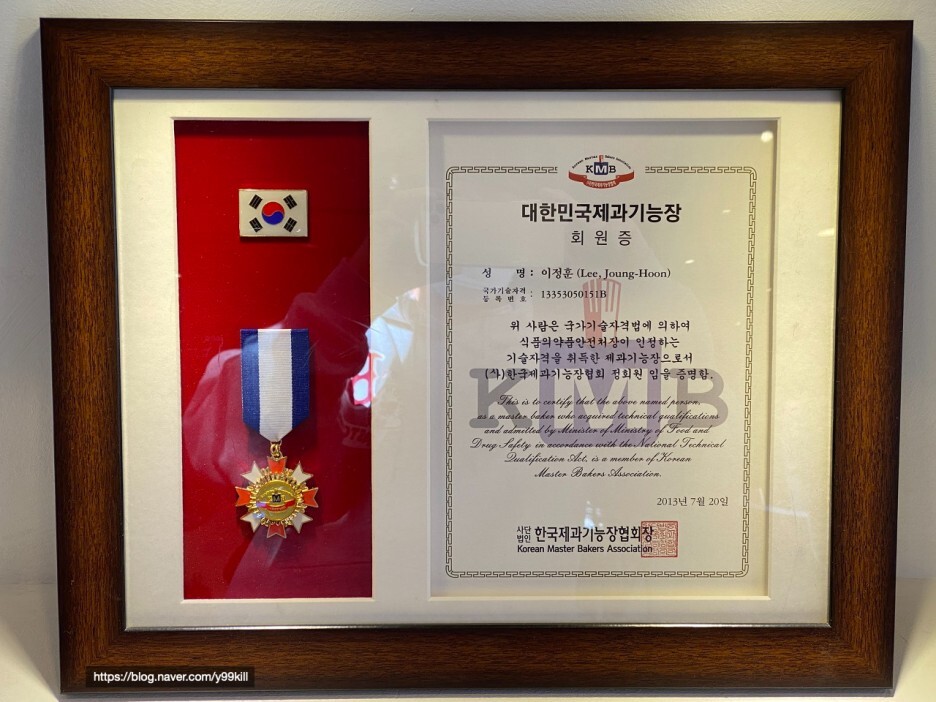 KMB
대한민국제과기능장
회 원 증
성 명 : 이정훈 (Lee, Joung-Hoon)
국가기술자격
등 록 번 호 : 13353050151B
위 사람은 국가기술자격법에 의하여
식품의약품안전처장이 인정하는
기술자격을 취득한 제과기능장으로서
(사)한국제과기능장협회 정회원 임을 증명함.
KMB
This is to certify that the above named person,
as a master baker who acquired technical qualifications
and admitted by Minister of Ministry of Food and
Drug Safety in accordance with the National Technical
Qualification Act, is a member of Korean
Master Bakers Association.
2013년 7월 20일
사단
법인 한국제과기능장협회장
Korean Master Bakers Association
https://blog.naver.com/y99kill